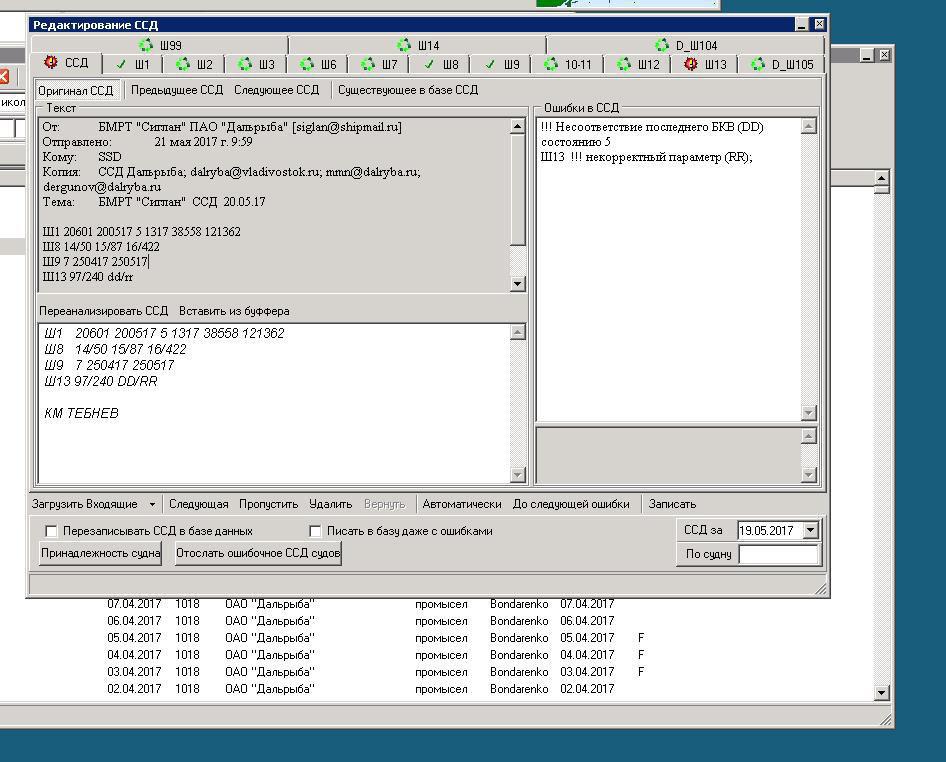 Редактирование ССД
Ш99 Ш14 D_Ш104
ССД Ш1 Ш2 Ш3 Ш6 Ш7 Ш8 Ш9 10-11 Ш12 Ш13 D_Ш105
Оригинал ССД Предыдущее ССД Следующее ССД Существующее в базе ССД
икол
Текст
От: БМРТ "Сиглан" ПАО "Дальрыба" [siglan@shipmail.ru]
Отправлено: 21 мая 2017 г. 9:59
Кому: SSD
Копия: ССД Дальрыба; dalryba@vladivostok.ru; mmn@dalryba.ru;
dergunov@dalryba.ru
Тема: БМРТ "Сиглан" ССД 20.05.17
Ш1 20601 200517 5 1317 38558 121362
Ш8 14/50 15/87 16/422
Ш9 7 250417 250517
Ш13 97/240 dd/rr
Ошибки в ССД
!!! Несоответствие последнего БКВ (DD)
состоянию 5
Ш13 !!! некорректный параметр (RR);
Переанализировать ССД Вставить из буффера
Ш1 20601 200517 5 1317 38558 121362
Ш8 14/50 15/87 16/422
Ш9 7 250417 250517
Ш13 97/240 DD/RR
КМ ТЕБНЕВ
Загрузить Входящие Следующая Пропустить Удалить Вернуть Автоматически До следующей ошибки Записать
Перезаписывать ССД в базе данных Писать в базу даже с ошибками
ССД за 19.05.2017
Принадлежность судна Отослать ошибочное ССД судов
По судну
07.04.2017 1018 ОАО "Дальрыба" промысел Bondarenko 07.04.2017
06.04.2017 1018 ОАО "Дальрыба" промысел Bondarenko 06.04.2017
05.04.2017 1018 ОАО "Дальрыба" промысел Bondarenko 05.04.2017 F
04.04.2017 1018 ОАО "Дальрыба" промысел Bondarenko 04.04.2017 F
03.04.2017 1018 ОАО "Дальрыба" промысел Bondarenko 03.04.2017 F
02.04.2017 1018 ОАО "Дальрыба" промысел Bondarenko 02.04.2017